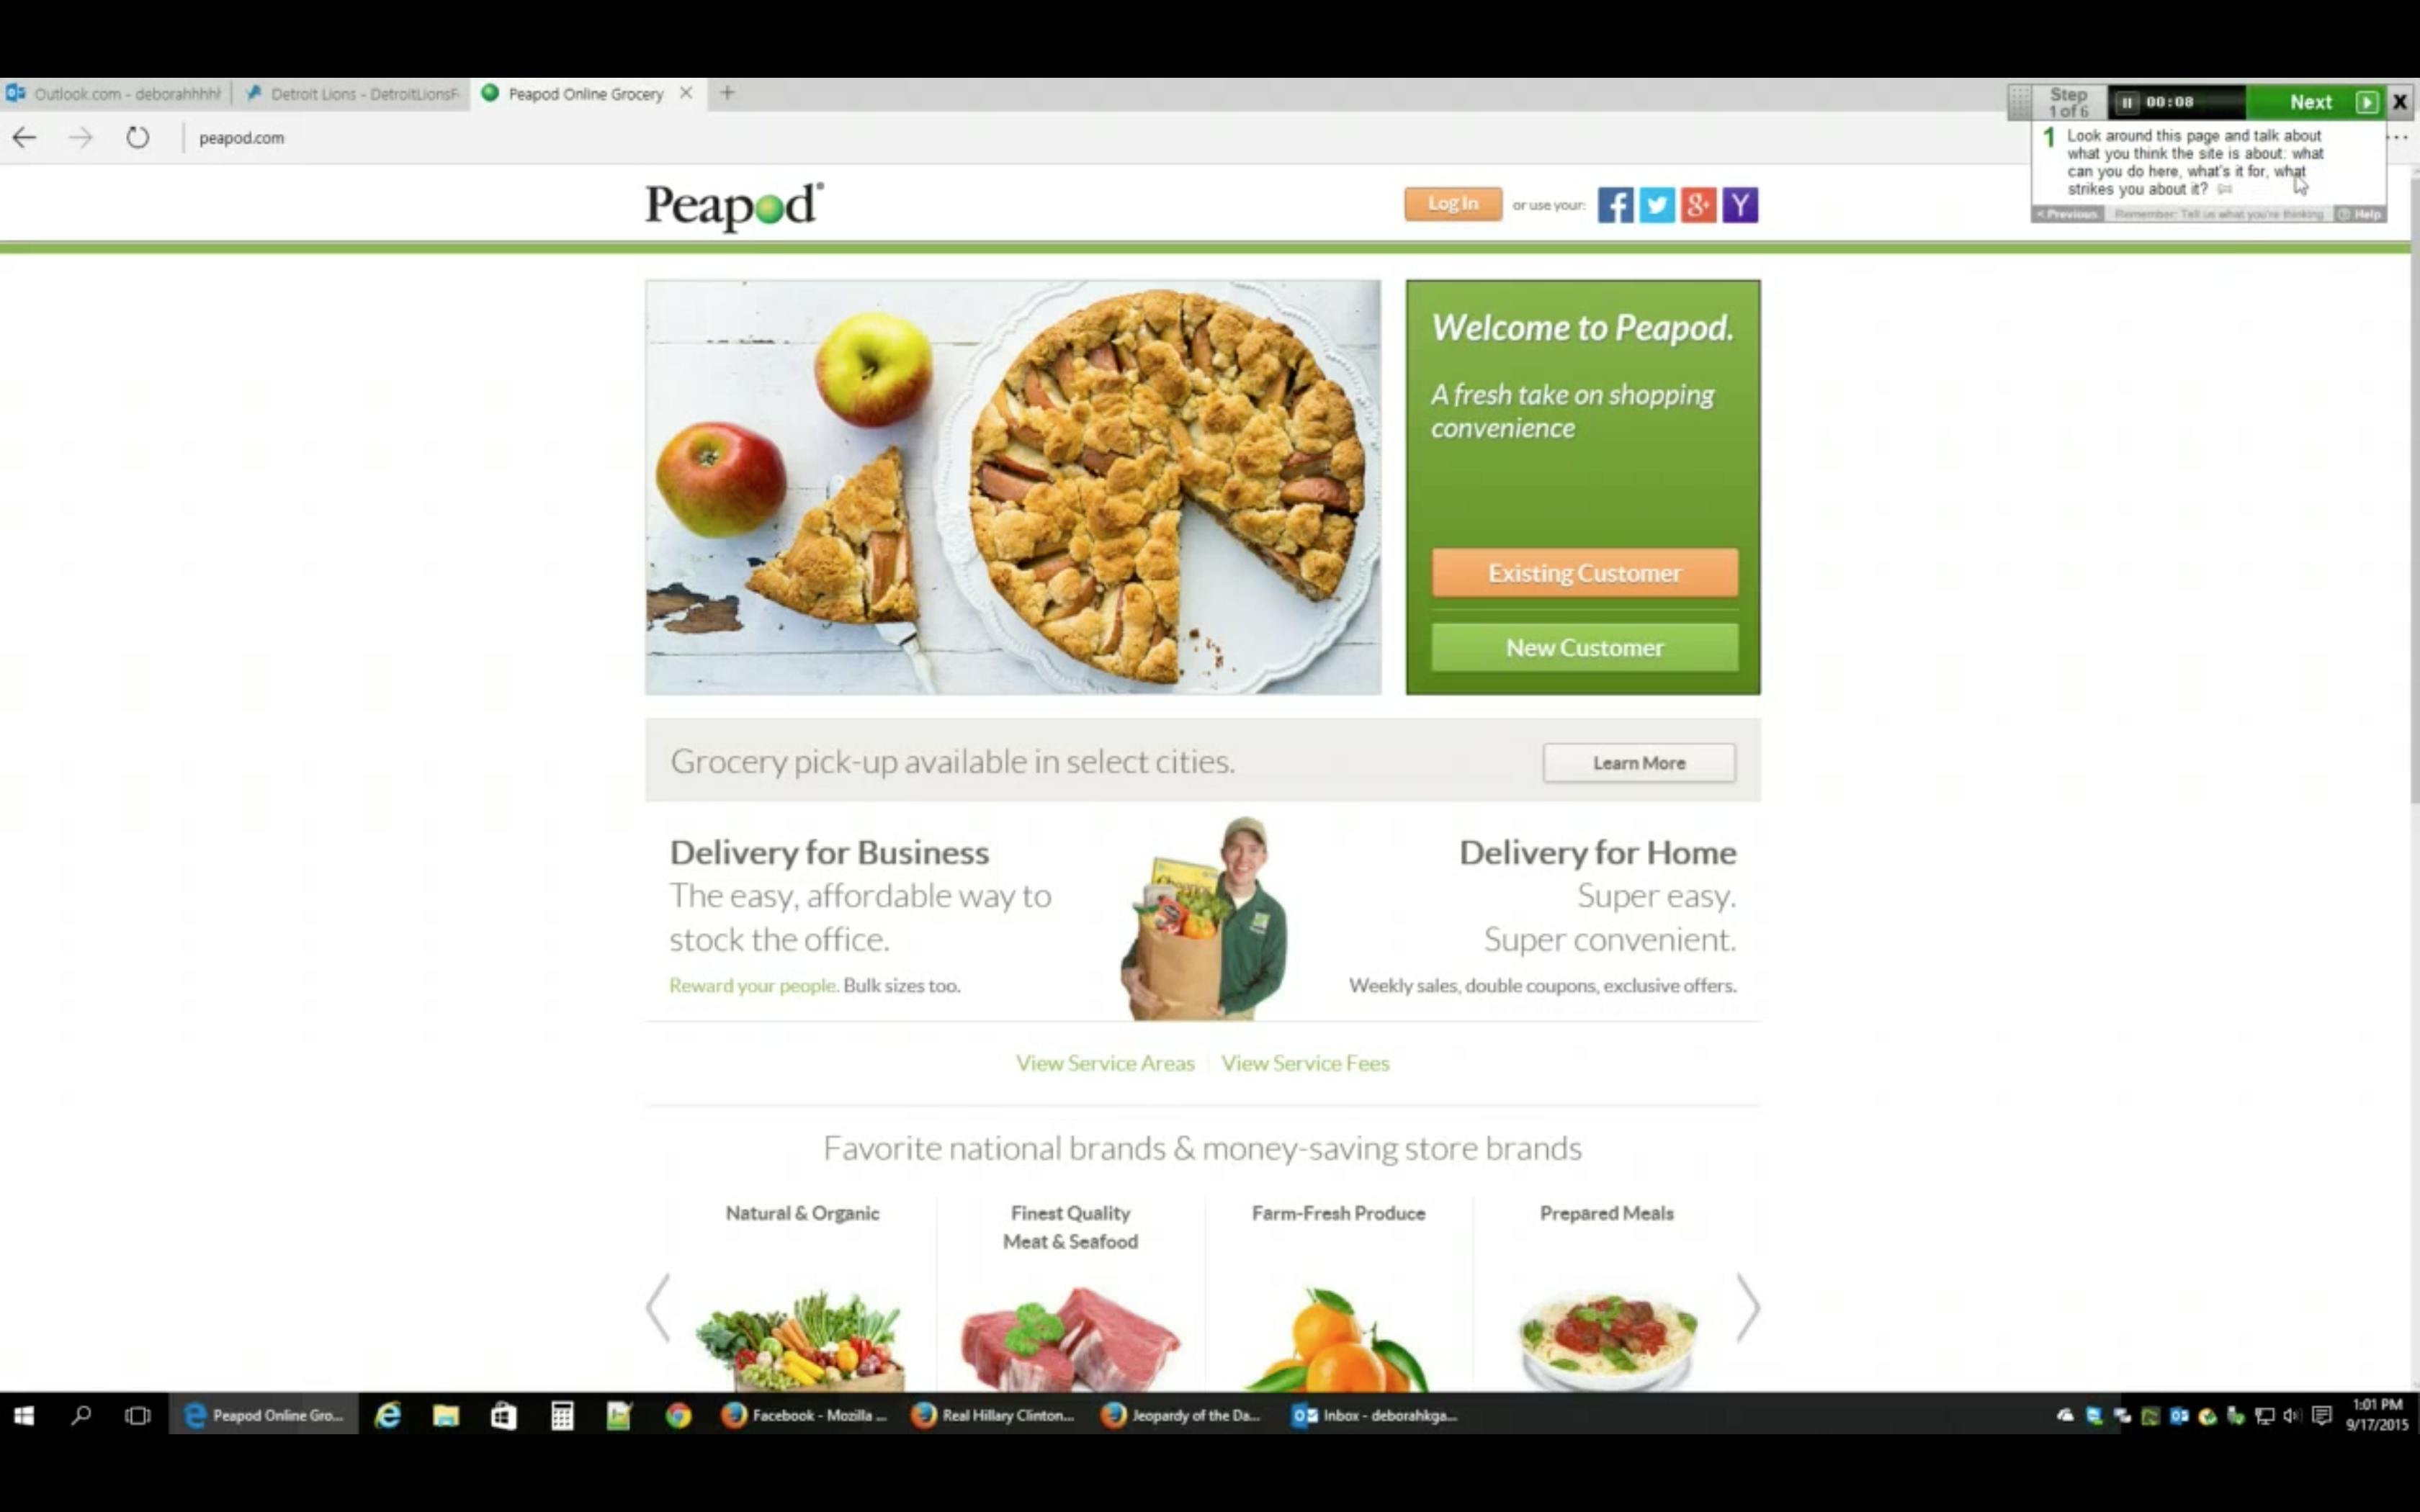 Outlook.com - deborahhhhh
Detroit Lions - DetroitLionsF
Peapod Online Grocery
Step
1 of 6
00:08
Next
X
peapod.com
1 Look around this page and talk about
what you think the site is about: what
can you do here, what's it for, what
strikes you about it?
< Previous
Remember: Tell us what you're thinking
Help
Peapod
Log In
or use your:
f
8+
Y
Welcome to Peapod.
A fresh take on shopping
convenience
Existing Customer
New Customer
Grocery pick-up available in select cities.
Learn More
Delivery for Business
The easy, affordable way to
stock the office.
Reward your people. Bulk sizes too.
Cheerios
Delivery for Home
Super easy.
Super convenient.
Weekly sales, double coupons, exclusive offers.
View Service Areas
View Service Fees
Favorite national brands & money-saving store brands
Natural & Organic
Finest Quality
Meat & Seafood
Farm-Fresh Produce
Prepared Meals
Peapod Online Gro...
Facebook - Mozilla ...
Real Hillary Clinton...
Jeopardy of the Da...
Inbox - deborahkga...
1:01 PM
9/17/2015